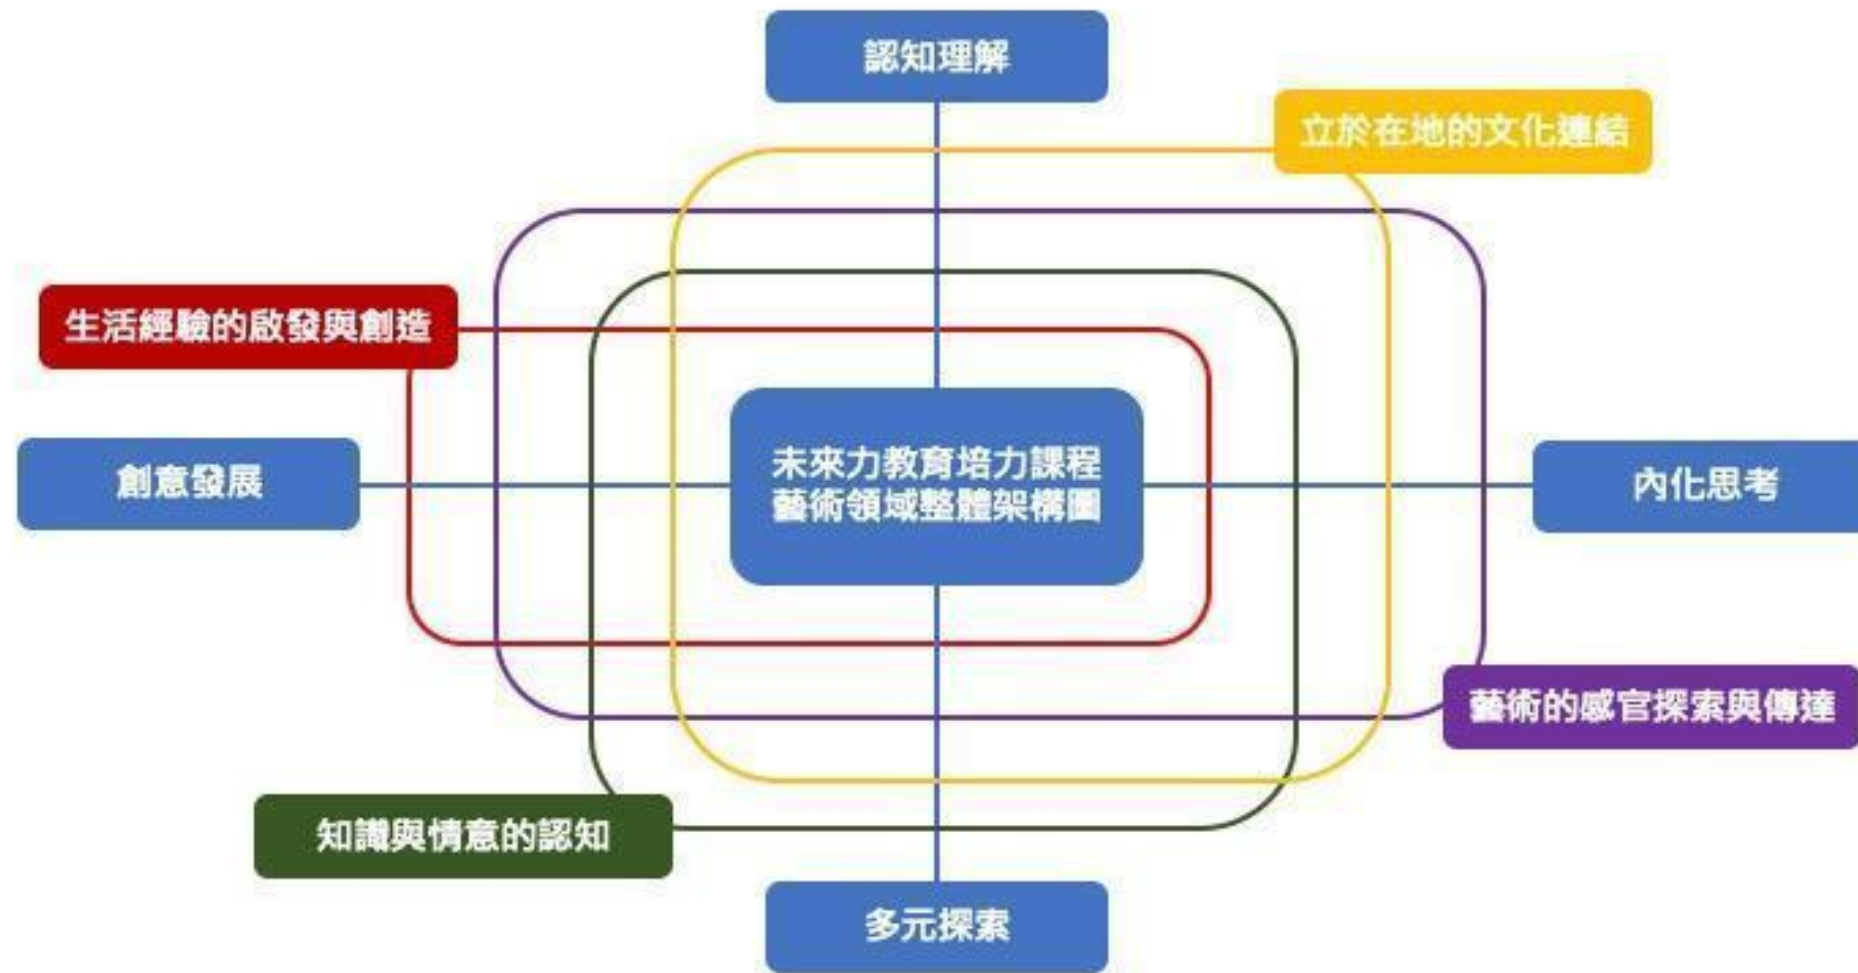 認知理解
立於在地的文化連結
生活經驗的啟發與創造
創意發展
未來力教育培力課程
藝術領域整體架構圖
內化思考
藝術的感官探索與傳達
知識與情意的認知
多元探索